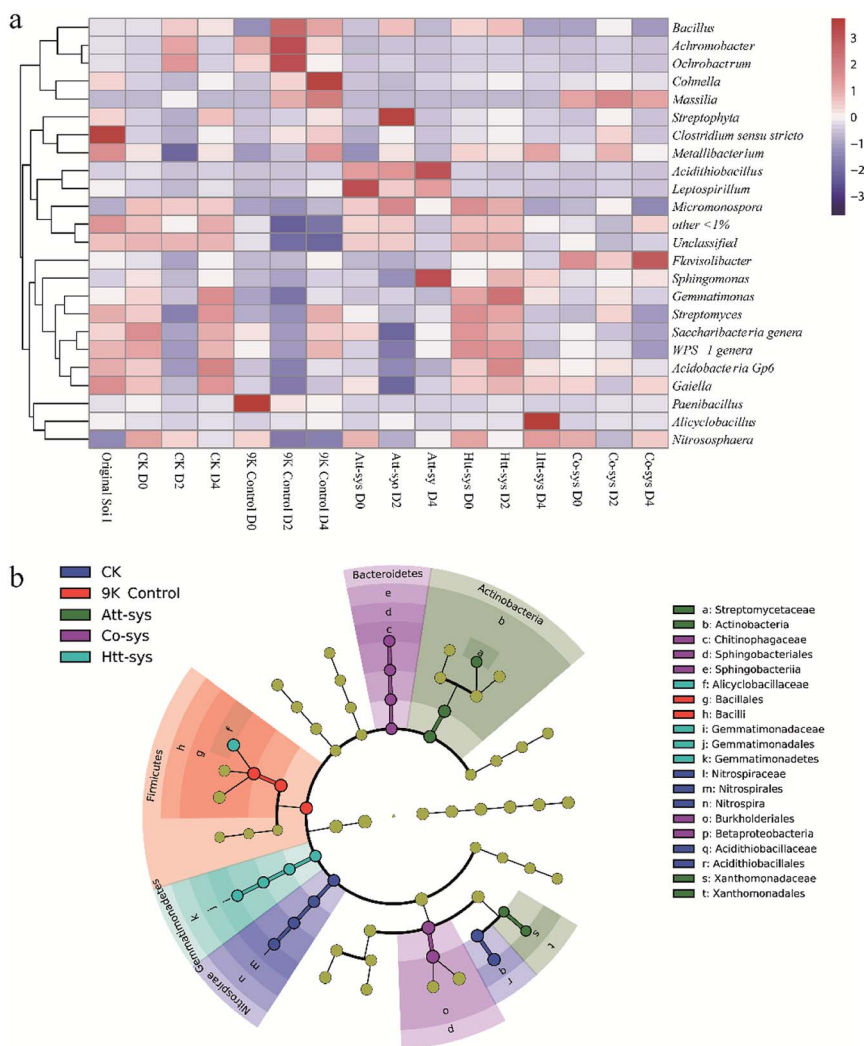 a
Bacillus
Achromobacter
Ochrobactrum
Cohnella
Massilia
Streptophyta
Clostridium sensu stricto
Metallibacterium
Acidithiobacillus
Leptospirillum
Micromonospora
other <1%
Unclassified
Flavisolibacter
Sphingomonas
Gemmatimonas
Streptomyces
Saccharibacteria genera
WPS 1 genera
Acidobacteria Gp6
Gaiella
Paenibacillus
Alicyclobacillus
Nitrososphaera
3
2
1
0
−1
−2
−3
Original Soil
CK D0
CK D2
CK D4
9K Control D0
9K Control D2
9K Control D4
Att-sys D0
Att-syo D2
Att-sy D4
Htt-sys D0
Htt-sys D2
1Itt-sys D4
Co-sys D0
Co-sys D2
Co-sys D4
b
CK
9K Control
Att-sys
Co-sys
Htt-sys
Bacteroidetes
e
d
c
Actinobacteria
b
a
Firmicutes
h
g
f
Gemmatimonadetes
k
j
i
Nitrospirae
n
m
l
o
p
q
r
s
t
a: Streptomycetaceae
b: Actinobacteria
c: Chitinophagaceae
d: Sphingobacteriales
e: Sphingobacteriia
f: Alicyclobacillaceae
g: Bacillales
h: Bacilli
i: Gemmatimonadaceae
j: Gemmatimonadales
k: Gemmatimonadetes
l: Nitrospiraceae
m: Nitrospirales
n: Nitrospira
o: Burkholderiales
p: Betaproteobacteria
q: Acidithiobacillaceae
r: Acidithiobacillales
s: Xanthomonadaceae
t: Xanthomonadales